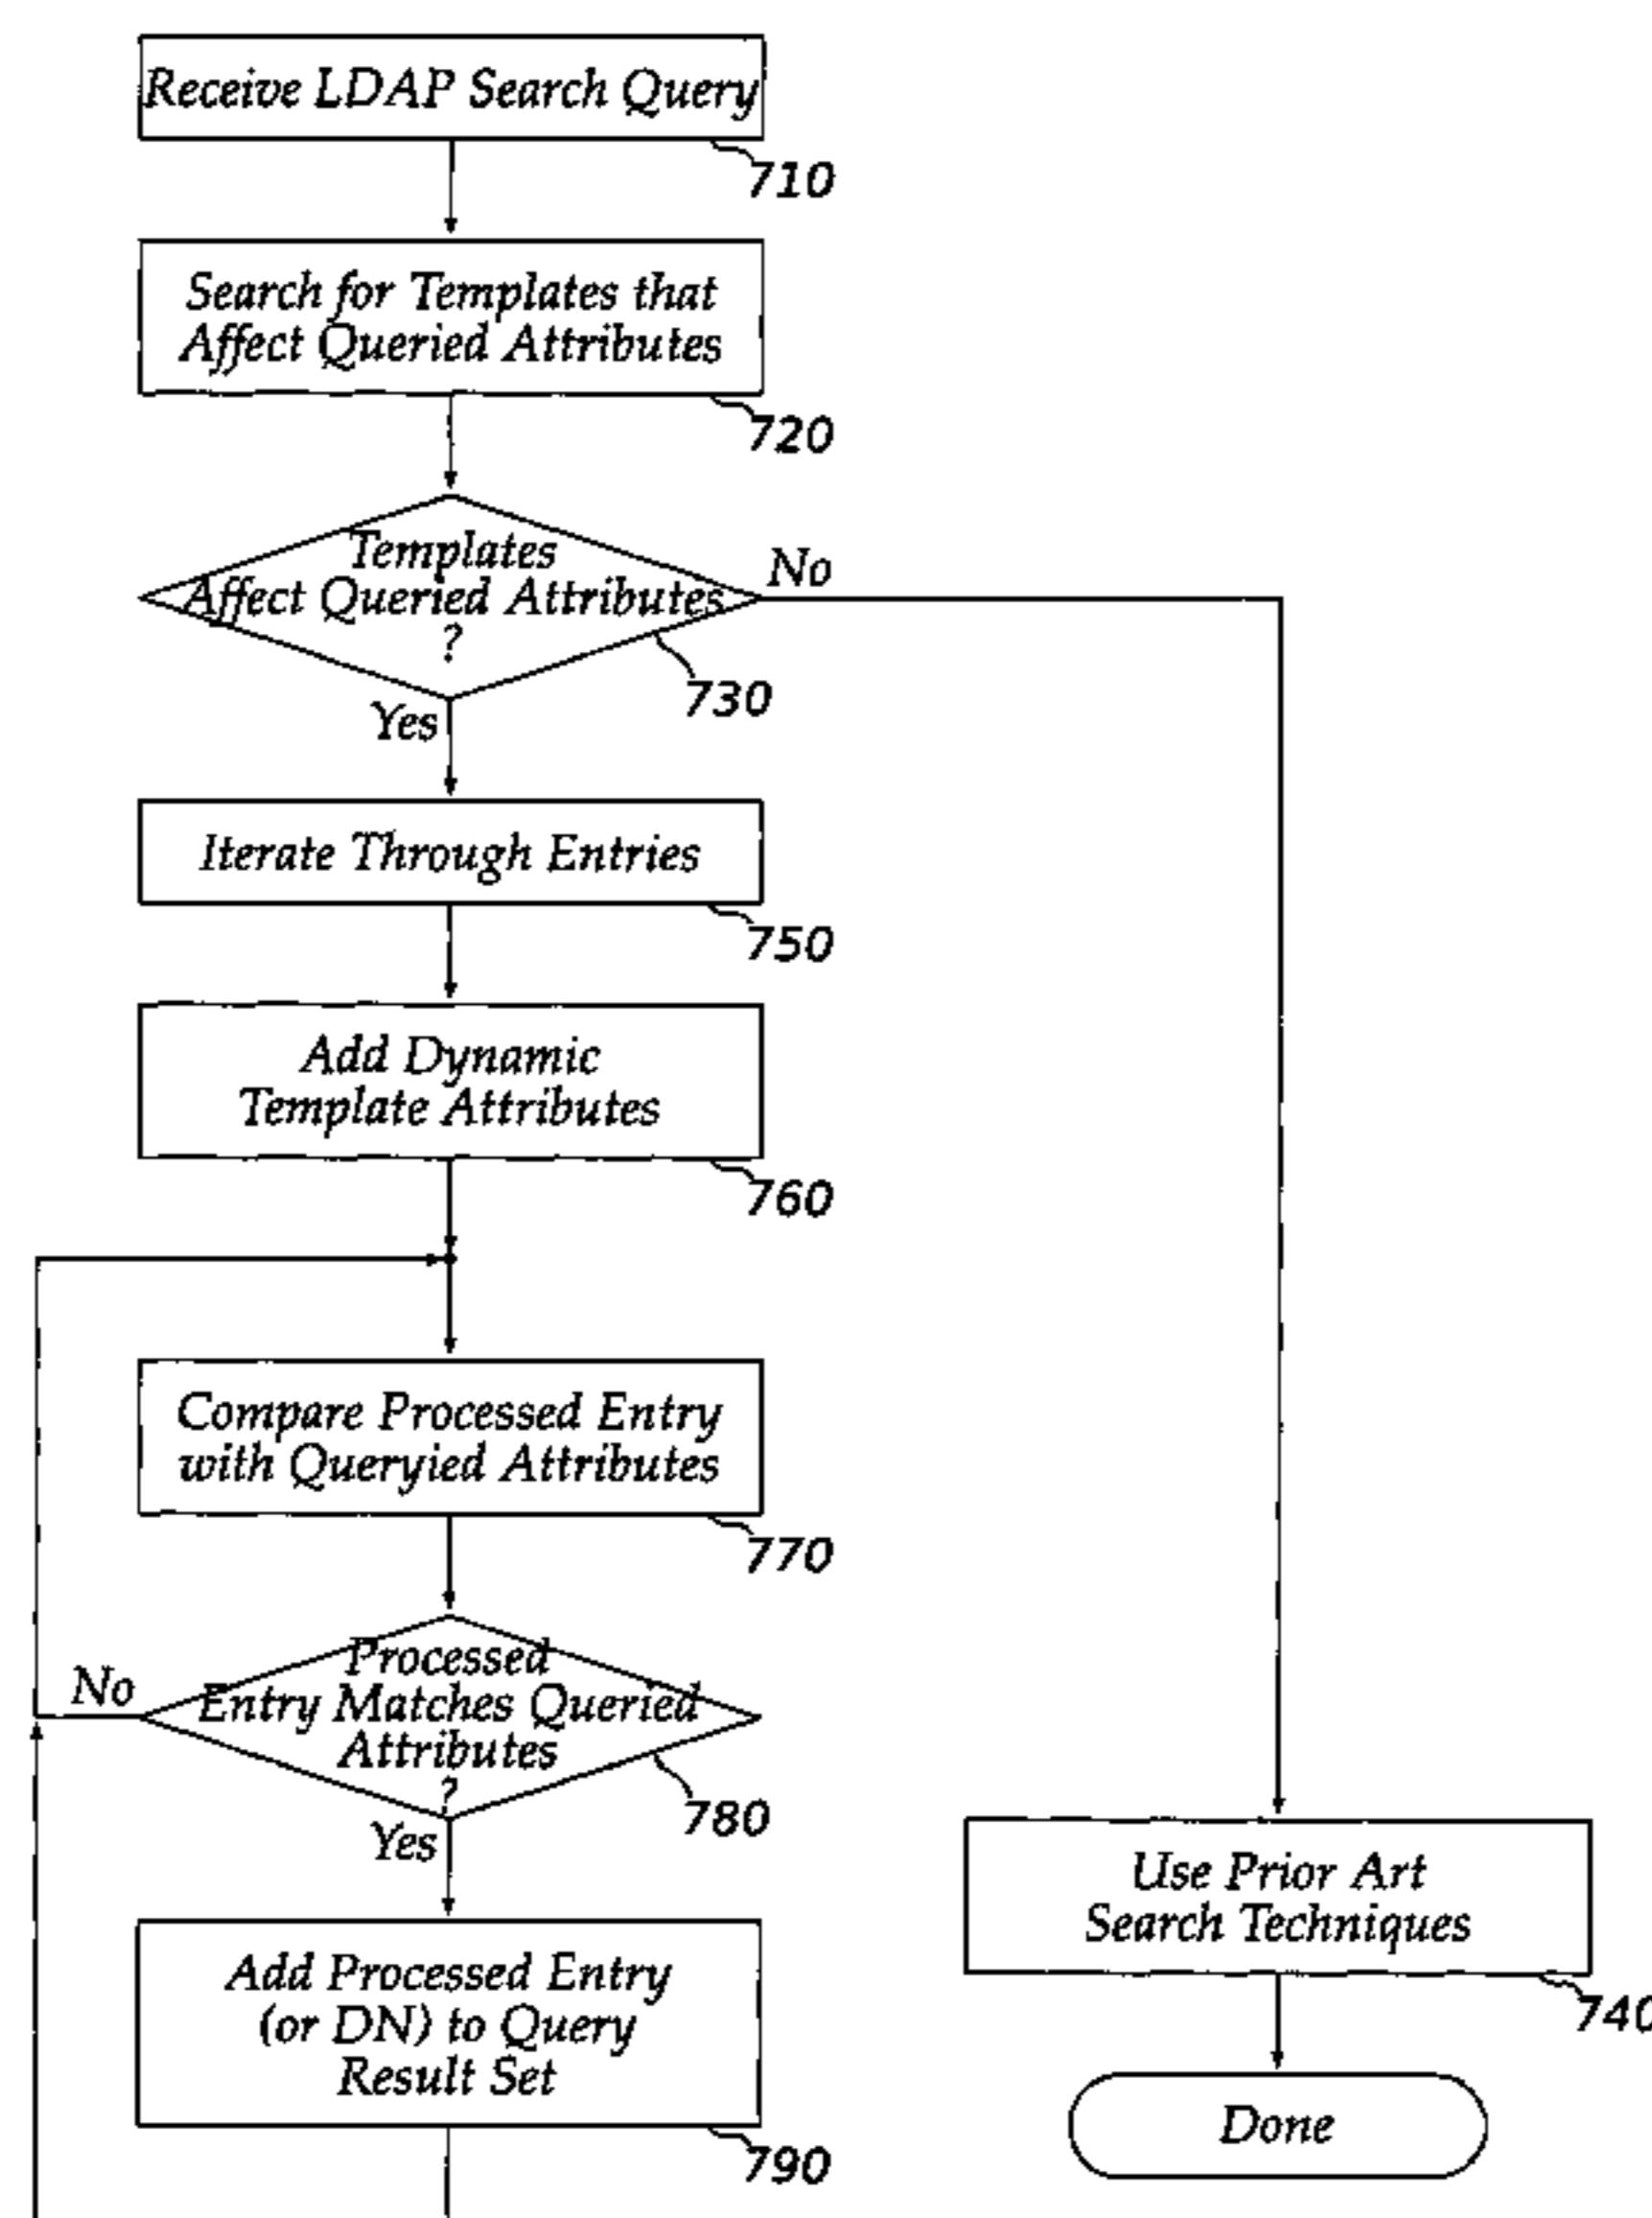 Receive LDAP Search Query
710
Search for Templates that
Affect Queried Attributes
720
Templates
Affect Queried Attributes
?
730
No
Yes
Iterate Through Entries
750
Add Dynamic
Template Attributes
760
Compare Processed Entry
with Queryied Attributes
770
Processed
Entry Matches Queried
Attributes
?
780
No
Yes
Add Processed Entry
(or DN) to Query
Result Set
790
Use Prior Art
Search Techniques
740
Done